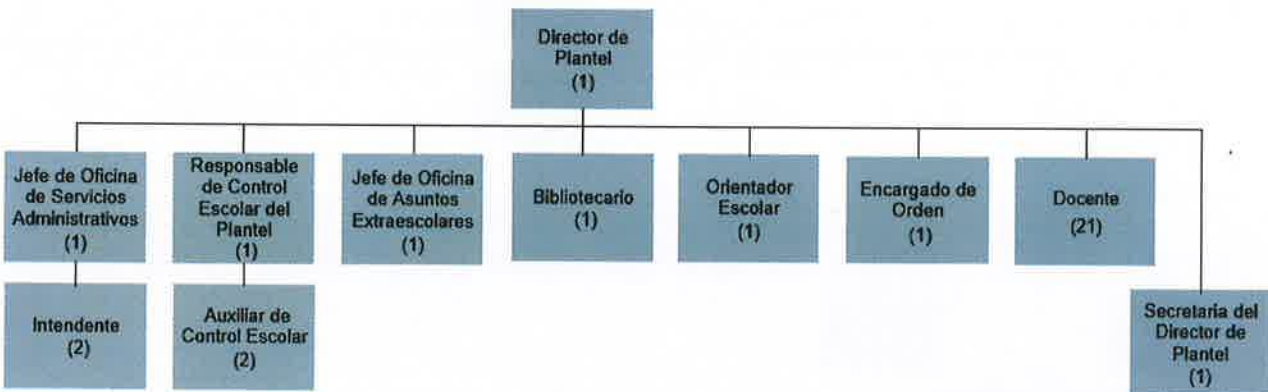 Director de
Plantel
(1)
Jefe de Oficina
de Servicios
Administrativos
(1)
Responsable
de Control
Escolar del
Plantel
(1)
Jefe de Oficina
de Asuntos
Extraescolares
(1)
Bibliotecario
(1)
Orientador
Escolar
(1)
Encargado de
Orden
(1)
Docente
(21)
Intendente
(2)
Auxiliar de
Control Escolar
(2)
Secretaria del
Director de
Plantel
(1)